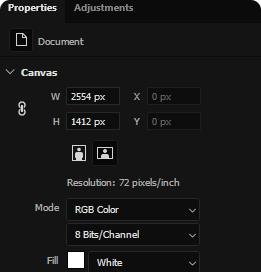 Properties Adjustments
Document
Canvas
W 2554 px X 0 px
H 1412 px Y 0 px
Resolution: 72 pixels/inch
Mode RGB Color
8 Bits/Channel
Fill White